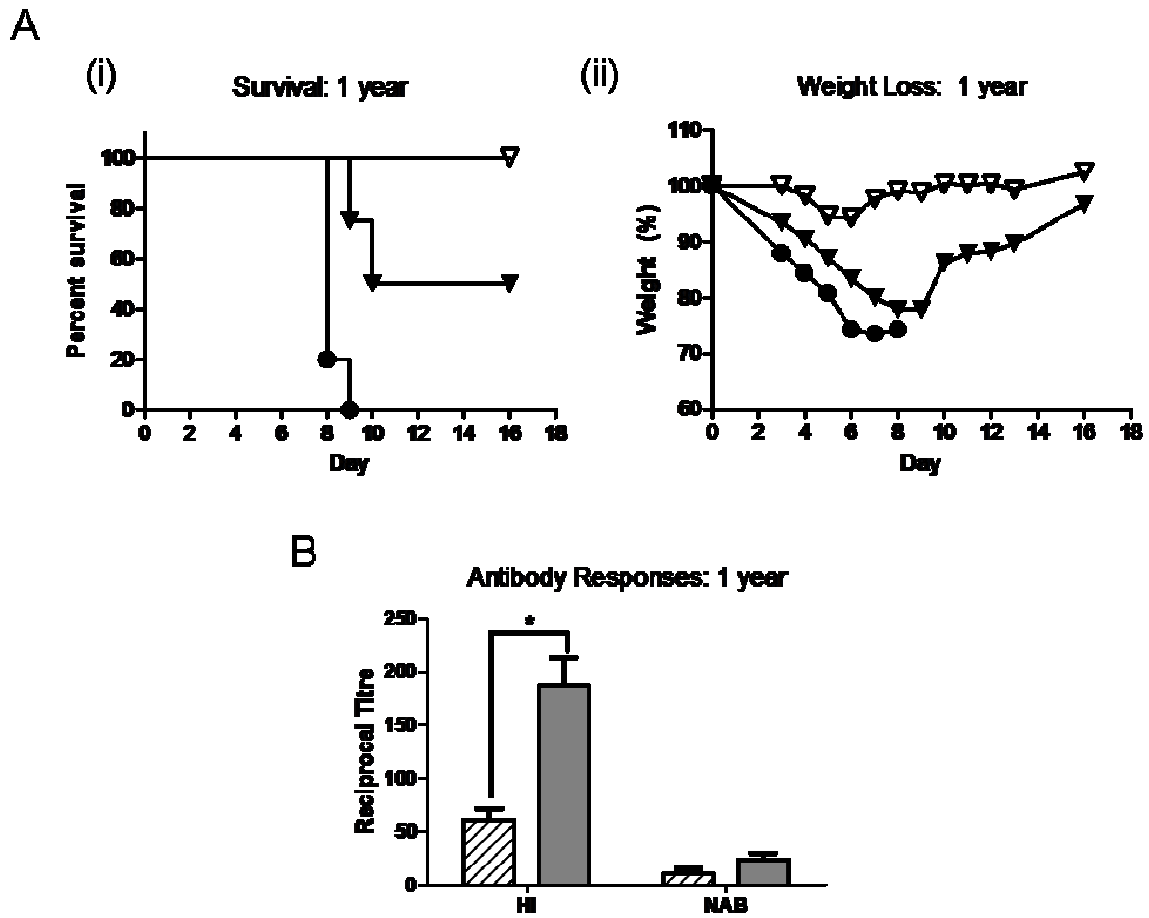 A
(i)
Survival: 1 year
Percent survival
100
80
60
40
20
0
0 2 4 6 8 10 12 14 16 18
Day
(ii)
Weight Loss: 1 year
Weight (%)
110
100
90
80
70
60
0 2 4 6 8 10 12 14 16 18
Day
B
Antibody Responses: 1 year
Reciprocal Titre
250
200
150
100
50
0
*
HI NAB